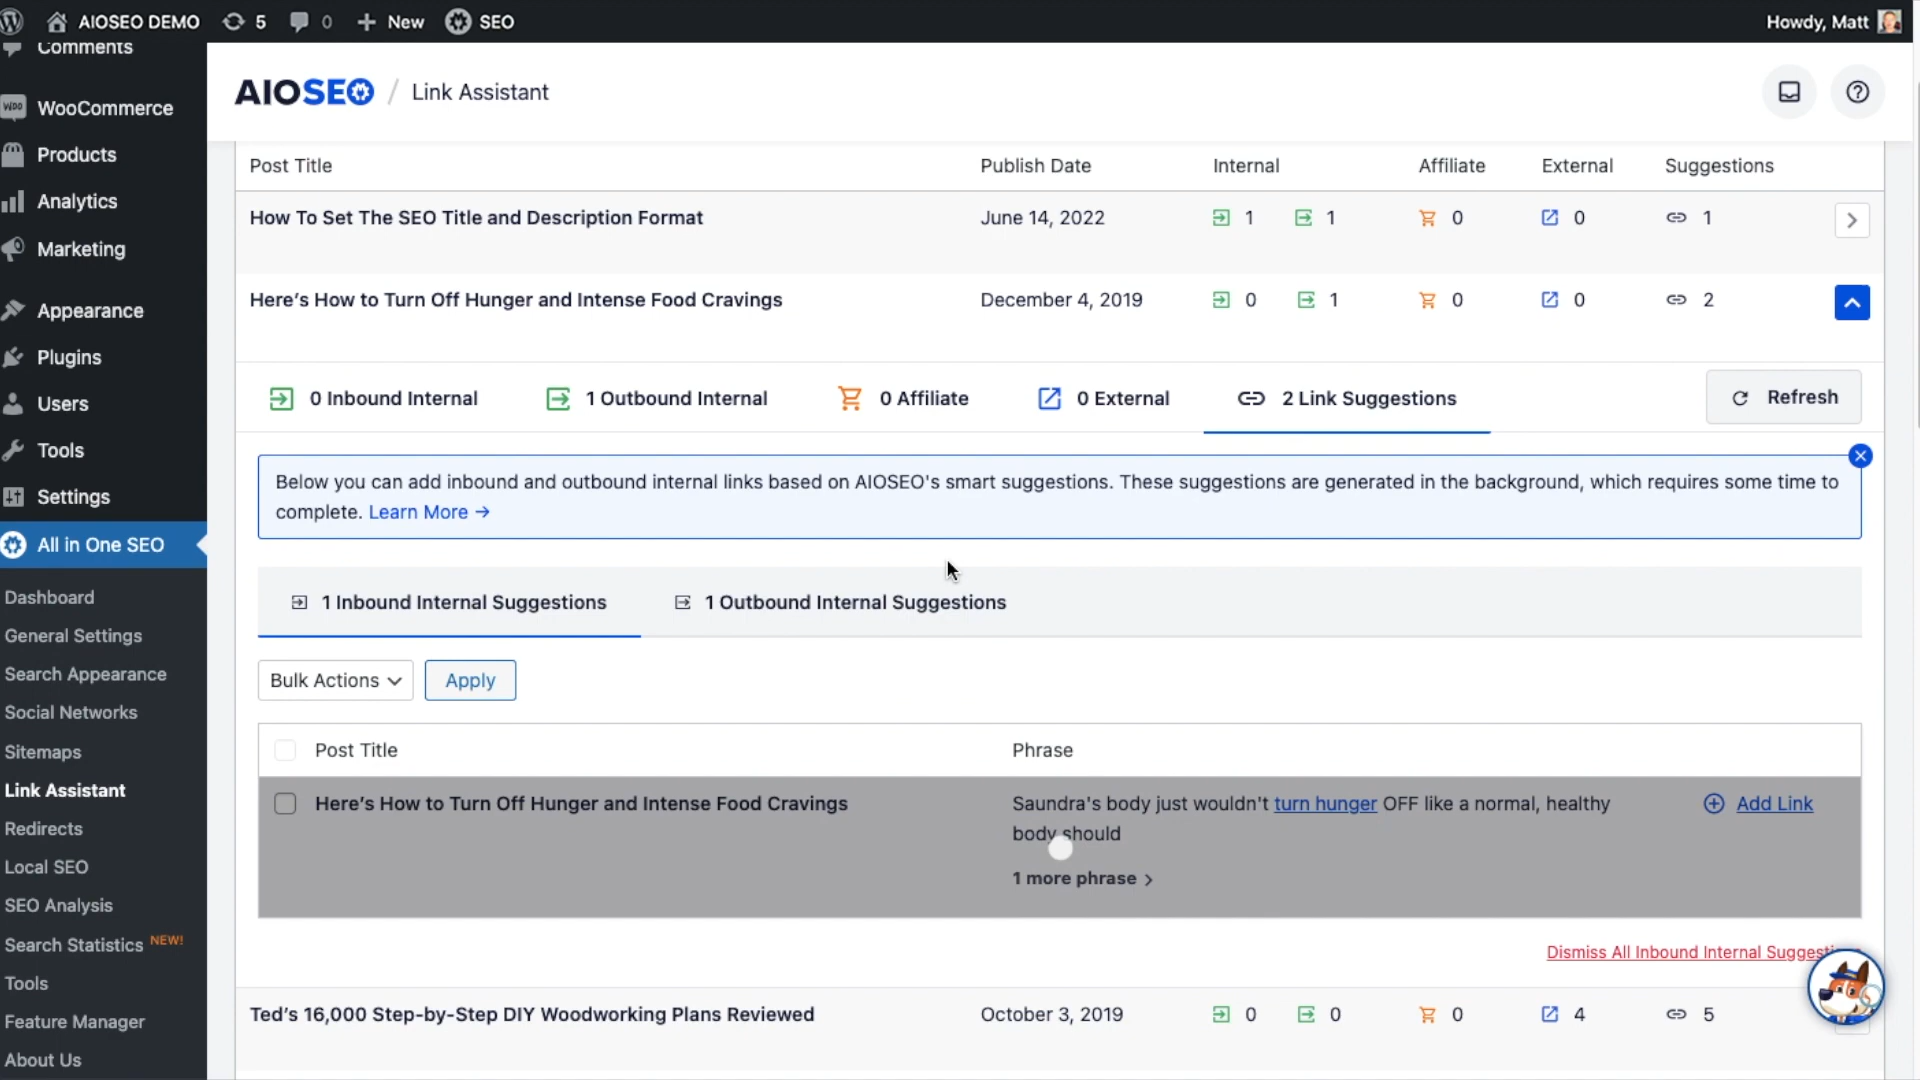 AIOSEO DEMO 5 0 New SEO Howdy, Matt
Comments
WooCommerce
Products
Analytics
Marketing
Appearance
Plugins
Users
Tools
Settings
All in One SEO
Dashboard
General Settings
Search Appearance
Social Networks
Sitemaps
Link Assistant
Redirects
Local SEO
SEO Analysis
Search Statistics NEW!
Tools
Feature Manager
About Us
AIOSEO / Link Assistant
Post Title Publish Date Internal Affiliate External Suggestions
How To Set The SEO Title and Description Format June 14, 2022 1 1 0 0 1
Here’s How to Turn Off Hunger and Intense Food Cravings December 4, 2019 0 1 0 0 2
0 Inbound Internal 1 Outbound Internal 0 Affiliate 0 External 2 Link Suggestions Refresh
Below you can add inbound and outbound internal links based on AIOSEO's smart suggestions. These suggestions are generated in the background, which requires some time to
complete. Learn More →
1 Inbound Internal Suggestions 1 Outbound Internal Suggestions
Bulk Actions Apply
Post Title Phrase
Here’s How to Turn Off Hunger and Intense Food Cravings Saundra's body just wouldn't turn hunger OFF like a normal, healthy Add Link
body should
1 more phrase >
Dismiss All Inbound Internal
Ted’s 16,000 Step-by-Step DIY Woodworking Plans Reviewed October 3, 2019 0 0 0 4 5